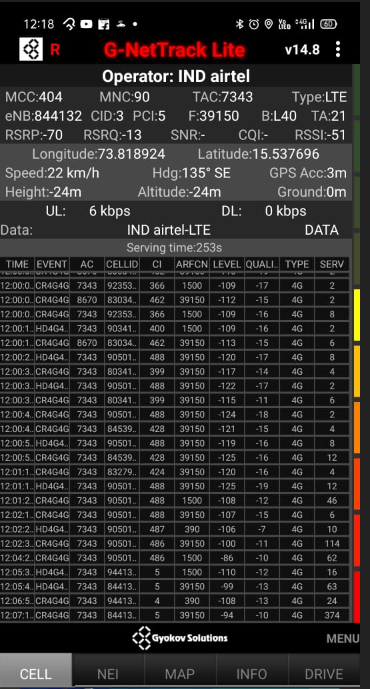 12:18 60
R G-NetTrack Lite v14.8
Operator: IND airtel
MCC:404 MNC:90 TAC:7343 Type:LTE
eNB:844132 CID:3 PCI:5 F:39150 B:L40 TA:21
RSRP:-70 RSRQ:-13 SNR:- CQI:- RSSI:-51
Longitude:73.818924 Latitude:15.537696
Speed:22 km/h Hdg:135° SE GPS Acc:3m
Height:-24m Altitude:-24m Ground:0m
UL: 6 kbps DL: 0 kbps
Data: IND airtel-LTE DATA
Serving time:253s
TIME EVENT AC CELLID CI ARFCN LEVEL QUALI.. TYPE SERV
12:00:0.. CR4G4G 7343 92353.. 366 1500 -109 -17 4G 2
12:00:0.. CR4G4G 8670 83034.. 462 39150 -112 -15 4G 2
12:00:0.. CR4G4G 7343 92353.. 366 1500 -109 -16 4G 8
12:00:1.. HD4G4.. 7343 90341.. 400 1500 -109 -16 4G 2
12:00:1.. CR4G4G 8670 83034.. 462 39150 -113 -15 4G 6
12:00:2.. HD4G4.. 7343 90501.. 488 39150 -120 -17 4G 8
12:00:3.. CR4G4G 7343 80341.. 399 39150 -117 -14 4G 4
12:00:3.. HD4G4.. 7343 90501.. 488 39150 -122 -17 4G 2
12:00:3.. CR4G4G 7343 80341.. 399 39150 -115 -11 4G 6
12:00:4.. CR4G4G 7343 90501.. 488 39150 -124 -18 4G 2
12:00:4.. CR4G4G 7343 84539.. 428 39150 -121 -15 4G 4
12:00:5.. HD4G4.. 7343 90501.. 488 39150 -119 -16 4G 8
12:00:5.. CR4G4G 7343 84539.. 428 39150 -125 -16 4G 12
12:01:1.. CR4G4G 7343 83279.. 424 39150 -120 -16 4G 4
12:01:1.. HD4G4.. 7343 90501.. 488 39150 -125 -19 4G 12
12:01:2.. CR4G4G 7343 90501.. 488 1500 -108 -12 4G 46
12:02:1.. CR4G4G 7343 90501.. 488 39150 -107 -15 4G 6
12:02:2.. HD4G4.. 7343 90501.. 487 390 -106 -7 4G 10
12:02:3.. HD4G4.. 7343 90501.. 486 39150 -100 -11 4G 114
12:04:2.. CR4G4G 7343 90501.. 486 1500 -86 -10 4G 62
12:05:3.. HD4G4.. 7343 94413.. 5 1500 -110 -12 4G 16
12:05:4.. HD4G4.. 7343 84413.. 5 39150 -99 -13 4G 63
12:06:5.. CR4G4G 7343 94413.. 4 390 -108 -13 4G 24
12:07:1.. CR4G4G 7343 84413.. 5 39150 -94 -10 4G 374
Gyokov Solutions MENU
CELL NEI MAP INFO DRIVE